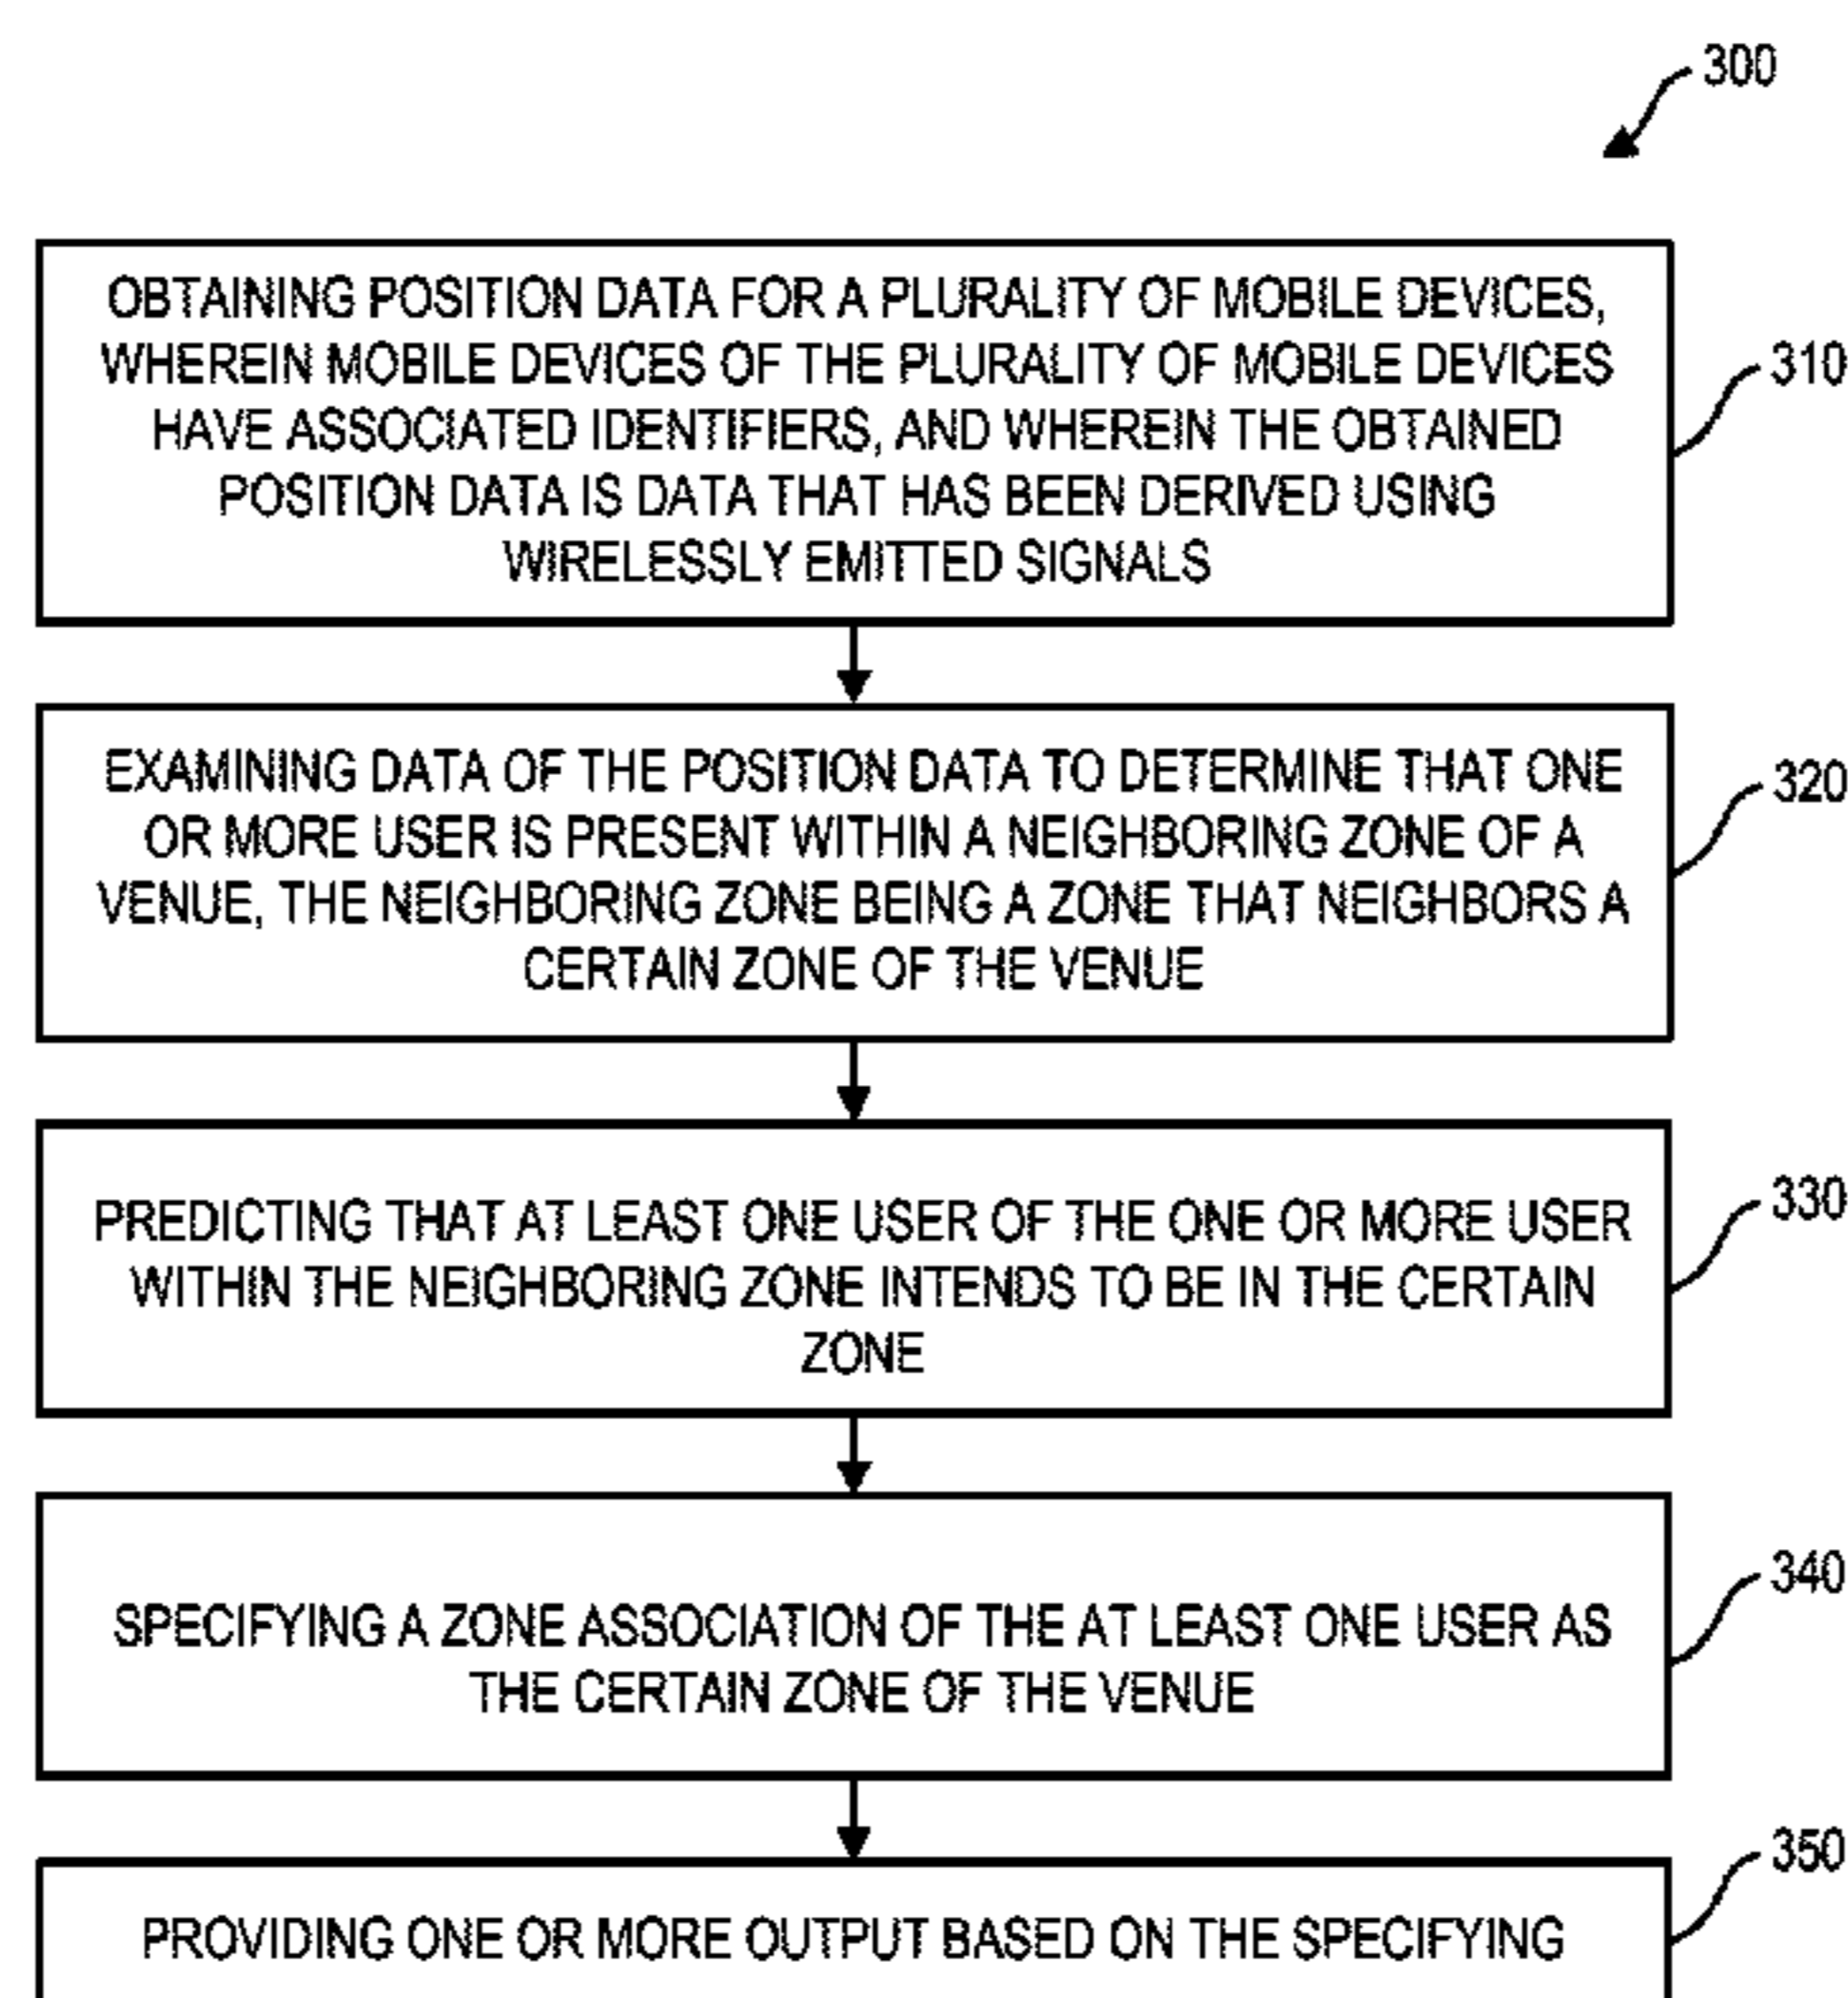 300
OBTAINING POSITION DATA FOR A PLURALITY OF MOBILE DEVICES,
WHEREIN MOBILE DEVICES OF THE PLURALITY OF MOBILE DEVICES
HAVE ASSOCIATED IDENTIFIERS, AND WHEREIN THE OBTAINED
POSITION DATA IS DATA THAT HAS BEEN DERIVED USING
WIRELESSLY EMITTED SIGNALS
310
EXAMINING DATA OF THE POSITION DATA TO DETERMINE THAT ONE
OR MORE USER IS PRESENT WITHIN A NEIGHBORING ZONE OF A
VENUE, THE NEIGHBORING ZONE BEING A ZONE THAT NEIGHBORS A
CERTAIN ZONE OF THE VENUE
320
PREDICTING THAT AT LEAST ONE USER OF THE ONE OR MORE USER
WITHIN THE NEIGHBORING ZONE INTENDS TO BE IN THE CERTAIN
ZONE
330
SPECIFYING A ZONE ASSOCIATION OF THE AT LEAST ONE USER AS
THE CERTAIN ZONE OF THE VENUE
340
PROVIDING ONE OR MORE OUTPUT BASED ON THE SPECIFYING
350